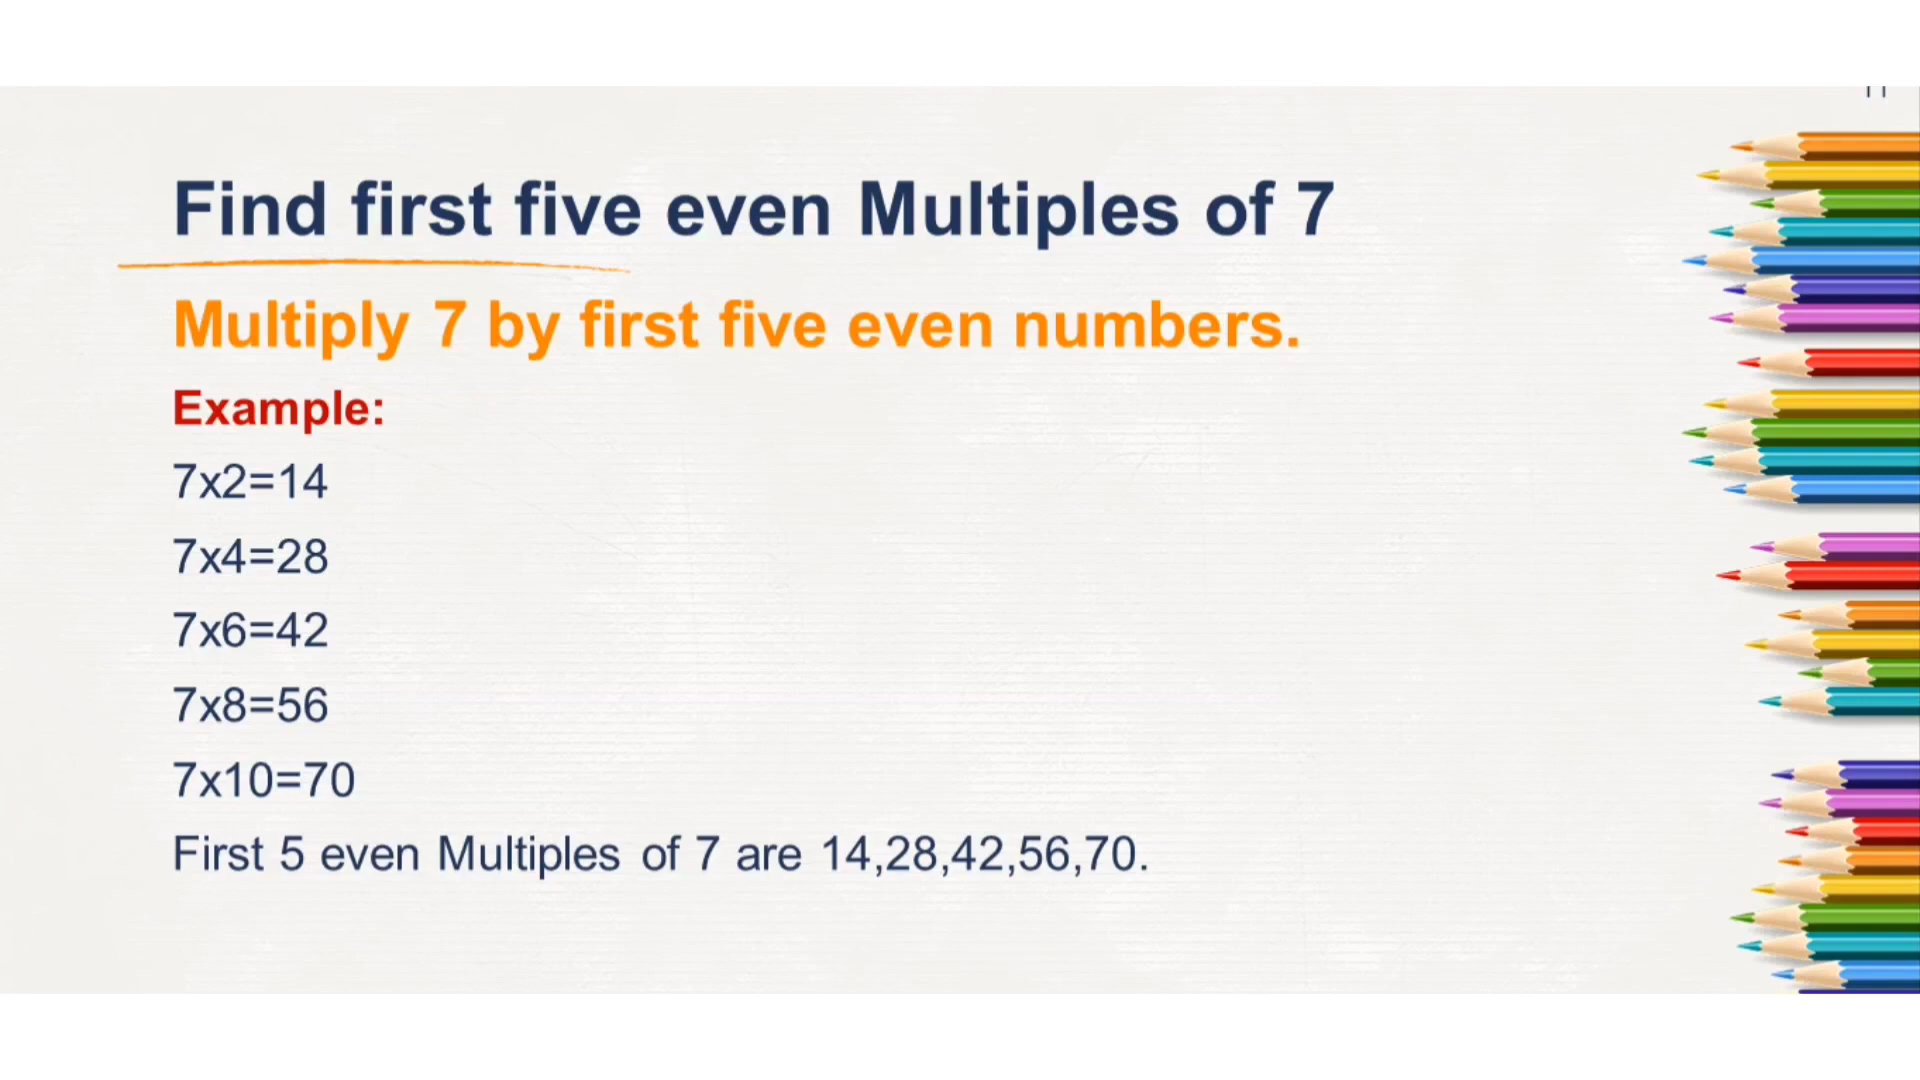 Find first five even Multiples of 7
Multiply 7 by first five even numbers.
Example:
7x2=14
7x4=28
7x6=42
7x8=56
7x10=70
First 5 even Multiples of 7 are 14,28,42,56,70.